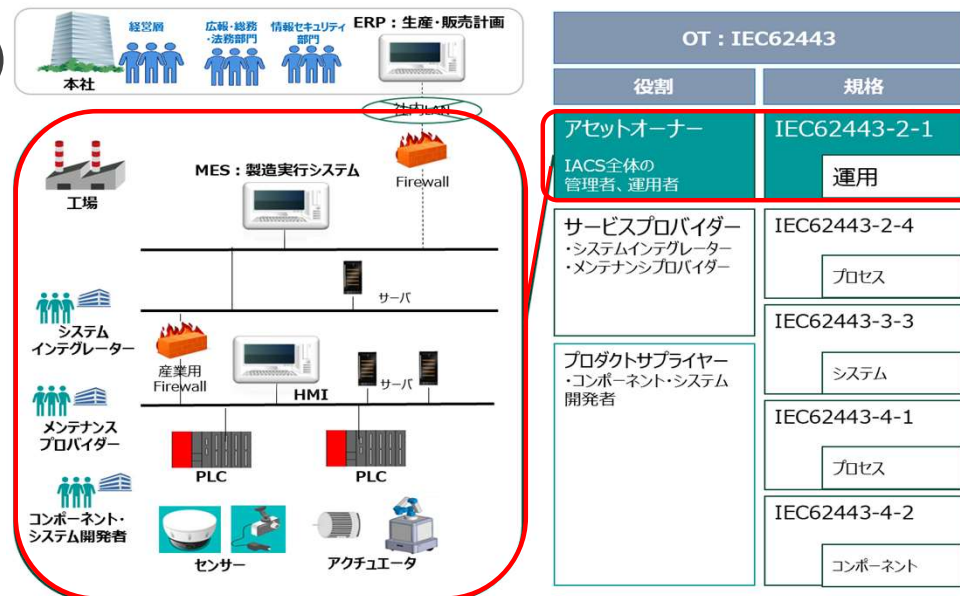 経営層
広報・総務
・法務部門
情報セキュリティ
部門
ERP：生産・販売計画
本社
社内LAN
工場
MES：製造実行システム
Firewall
サーバ
システム
インテグレーター
産業用
Firewall
HMI
サーバ
メンテナンス
プロバイダー
PLC
PLC
コンポーネント・
システム開発者
センサー
アクチュエータ
OT：IEC62443
役割
規格
アセットオーナー
IACS全体の
管理者、運用者
IEC62443-2-1
運用
サービスプロバイダー
・システムインテグレーター
・メンテナンシプロバイダー
IEC62443-2-4
プロセス
IEC62443-3-3
システム
プロダクトサプライヤー
・コンポーネント・システム
開発者
IEC62443-4-1
プロセス
IEC62443-4-2
コンポーネント